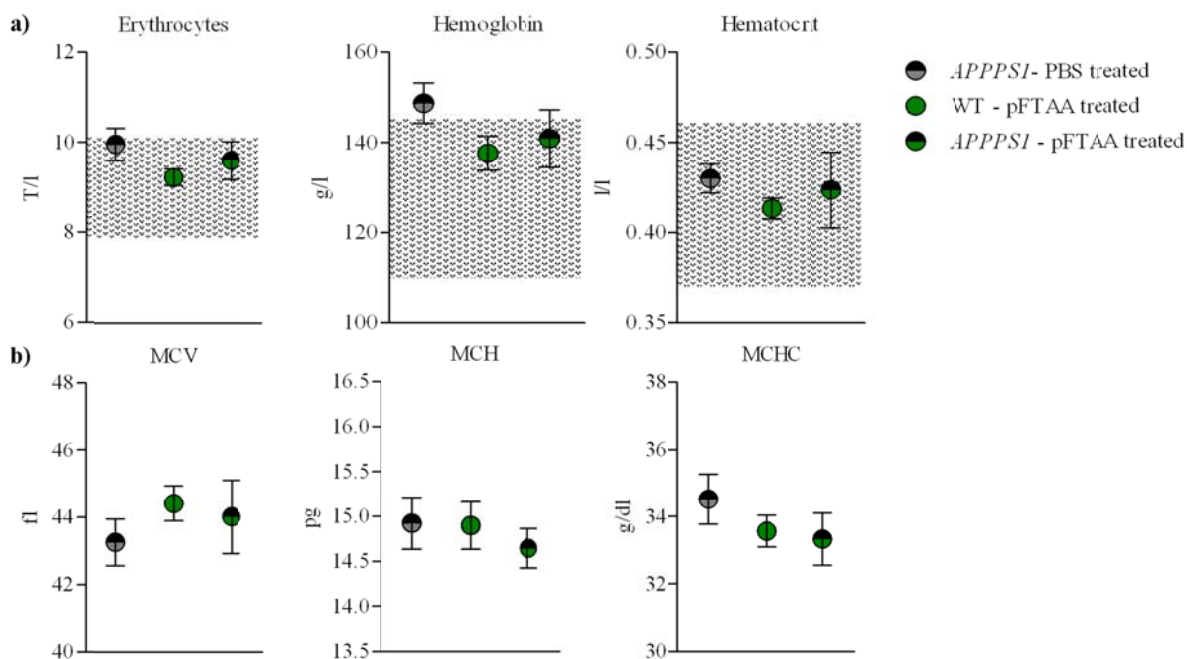 a) Erythrocytes Hemoglobin Hematocrit
12
10
8
6
T/l
160
140
120
100
g/l
0.50
0.45
0.40
0.35
l/l
APPPS1- PBS treated
WT - pFTAA treated
APPPS1 - pFTAA treated
b) MCV MCH MCHC
48
46
44
42
40
fl
16.5
16.0
15.5
15.0
14.5
14.0
13.5
pg
38
36
34
32
30
g/dl